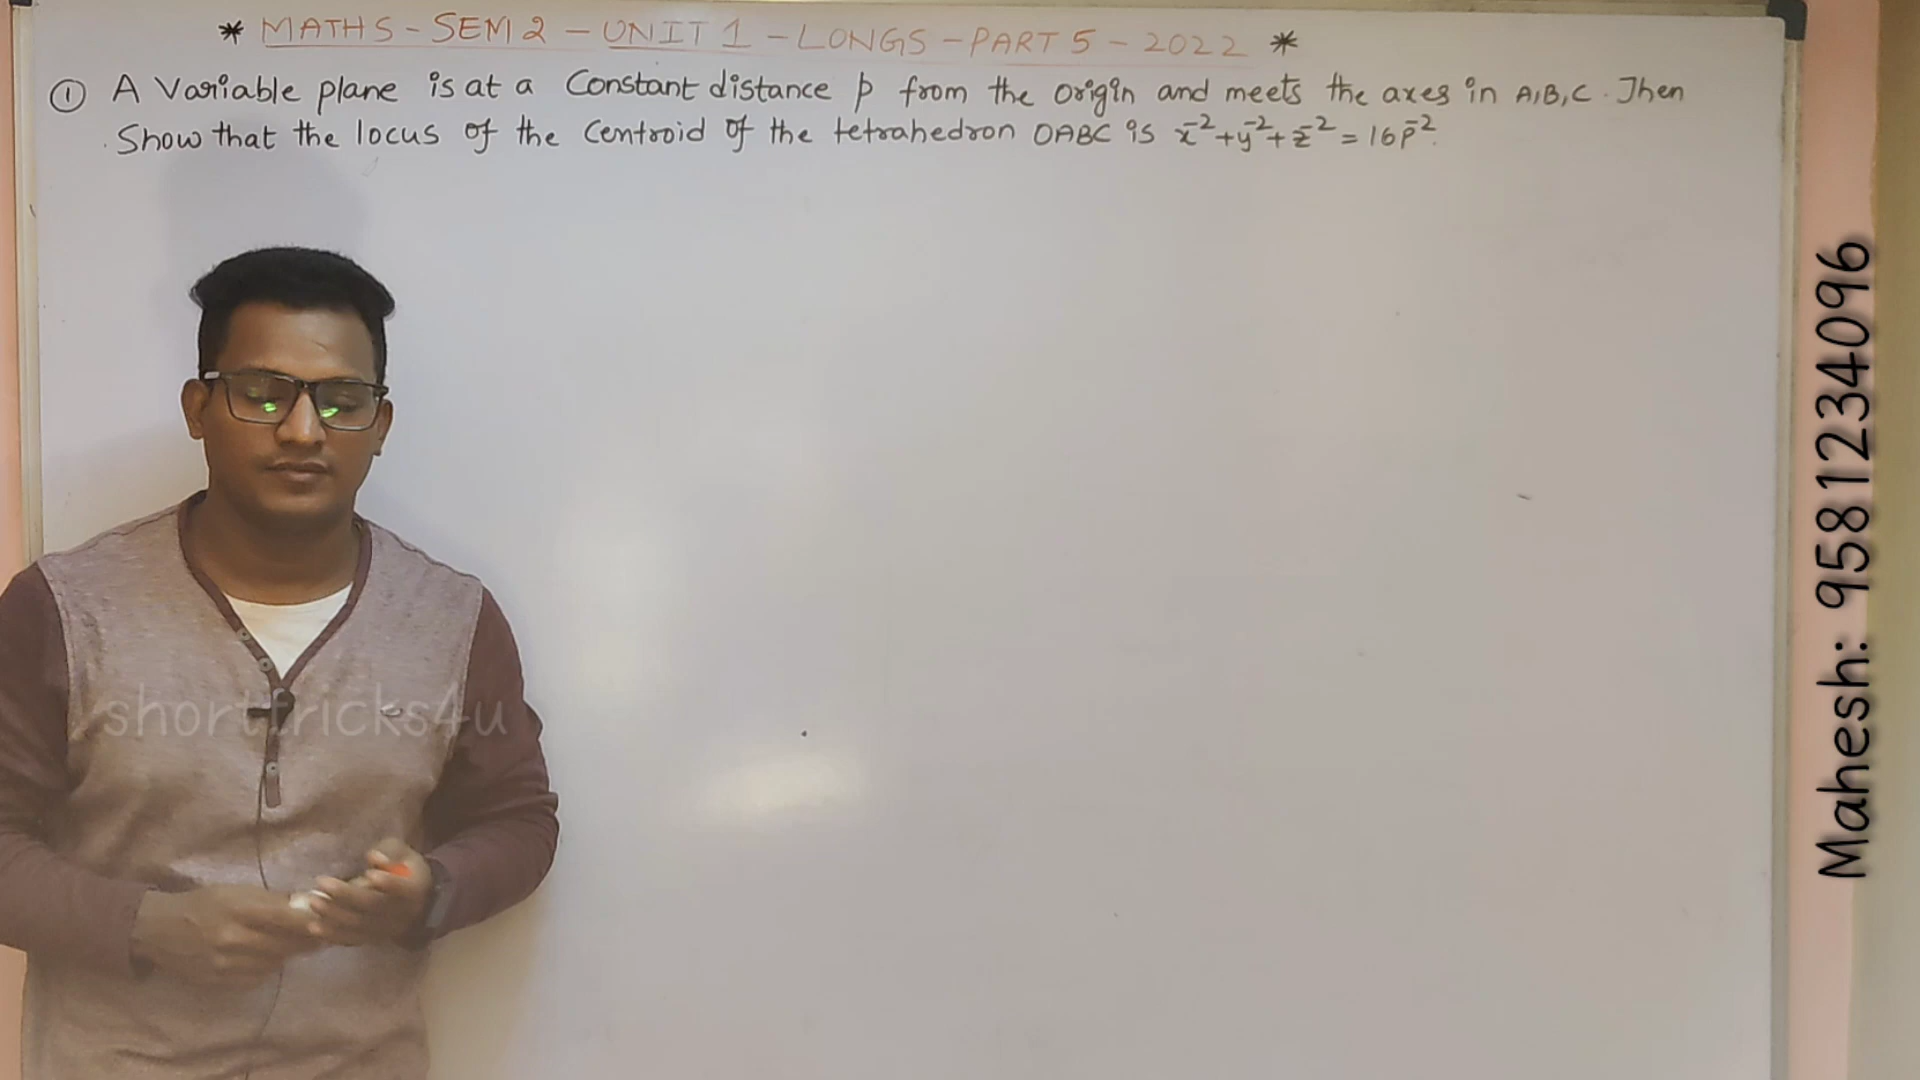 * MATHS - SEM 2 - UNIT 1 - LONGS - PART 5 - 2022 *
① A Variable plane is at a Constant distance p from the origin and meets the axes in A,B,C. Then
Show that the locus of the Centroid of the tetrahedron OABC is x⁻²+y⁻²+z⁻² = 16p⁻².
shorttricks4u
Mahesh: 9581234096